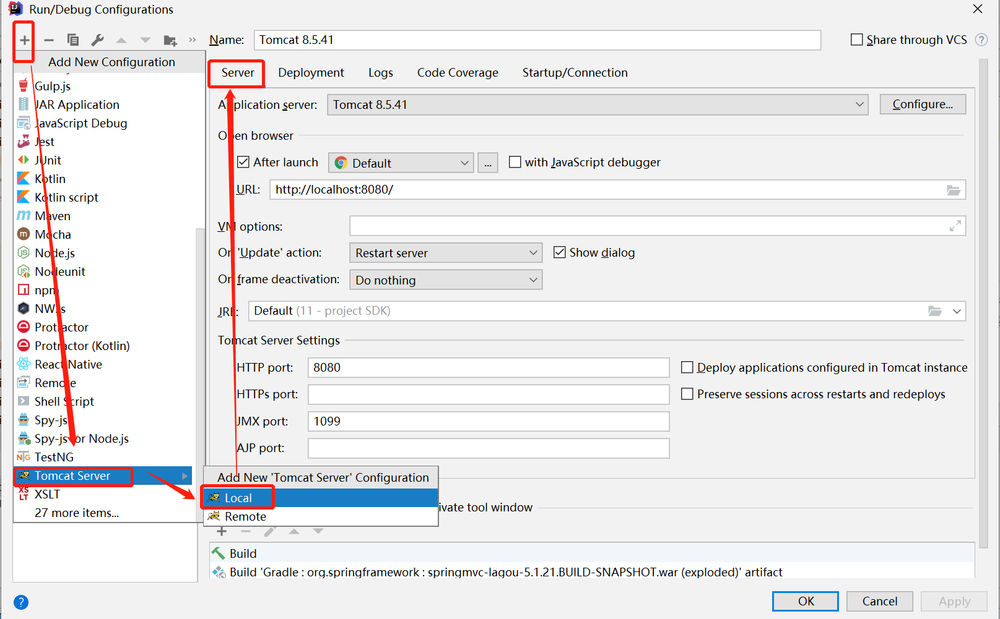 Run/Debug Configurations
Name: Tomcat 8.5.41
Share through VCS
Add New Configuration
Gulp.js
JAR Application
JavaScript Debug
Jest
JUnit
Kotlin
Kotlin script
Maven
Mocha
Node.js
Nodeunit
npm
NW.js
Protractor
Protractor (Kotlin)
React Native
Remote
Shell Script
Spy-js
Spy-js for Node.js
TestNG
Tomcat Server
XSLT
27 more items...
Server Deployment Logs Code Coverage Startup/Connection
Application server: Tomcat 8.5.41 Configure...
Open browser
After launch Default ... with JavaScript debugger
URL: http://localhost:8080/
VM options:
On 'Update' action: Restart server Show dialog
On frame deactivation: Do nothing
JRE: Default (11 - project SDK)
Tomcat Server Settings
HTTP port: 8080 Deploy applications configured in Tomcat instance
HTTPs port: Preserve sessions across restarts and redeploys
JMX port: 1099
AJP port:
Add New 'Tomcat Server' Configuration
Local
Remote
ivate tool window
Build
Build 'Gradle : org.springframework : springmvc-lagou-5.1.21.BUILD-SNAPSHOT.war (exploded)' artifact
OK Cancel Apply